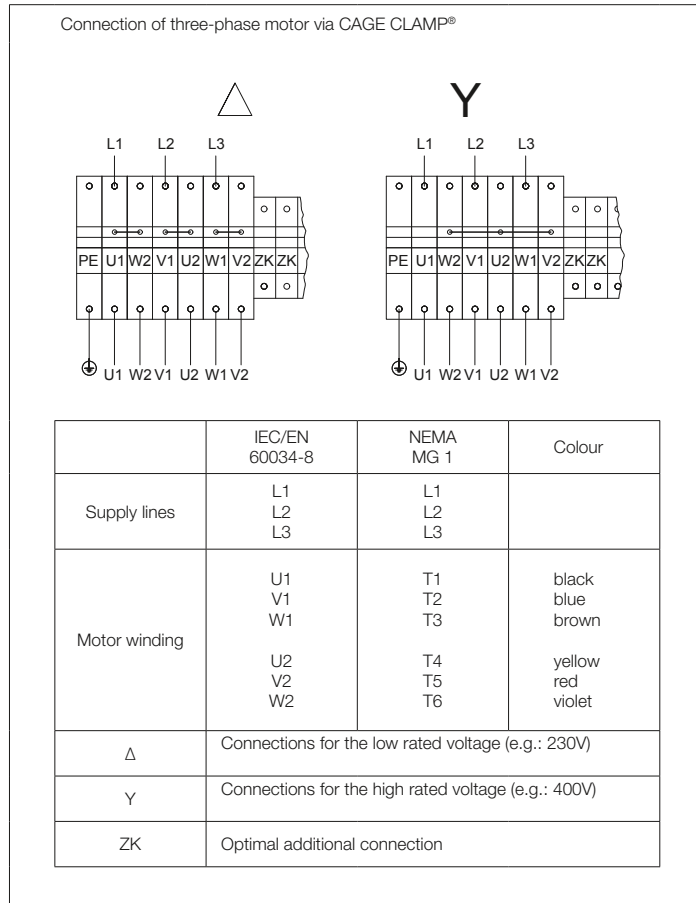 Connection of three-phase motor via CAGE CLAMP®
△ Y
L1 L2 L3 L1 L2 L3
PE U1 W2 V1 U2 W1 V2 ZK ZK PE U1 W2 V1 U2 W1 V2 ZK ZK
U1 W2 V1 U2 W1 V2 U1 W2 V1 U2 W1 V2
IEC/EN
60034-8
NEMA
MG 1
Colour
Supply lines
L1 L1
L2 L2
L3 L3
Motor winding
U1 T1 black
V1 T2 blue
W1 T3 brown
U2 T4 yellow
V2 T5 red
W2 T6 violet
Δ Connections for the low rated voltage (e.g.: 230V)
Y Connections for the high rated voltage (e.g.: 400V)
ZK Optimal additional connection